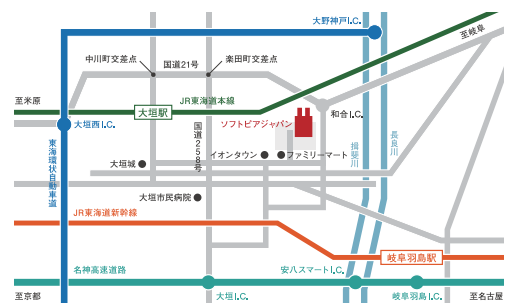 大野神戸I.C.
至岐阜
中川町交差点
国道21号
楽田町交差点
至米原
JR東海道本線
大垣駅
ソフトピアジャパン
和合I.C.
大垣西I.C.
国道258号
揖斐川
長良川
東海環状自動車道
大垣城
イオンタウン
ファミリーマート
大垣市民病院
JR東海道新幹線
岐阜羽島駅
名神高速道路
安八スマートI.C.
至京都
大垣I.C.
岐阜羽島I.C.
至名古屋